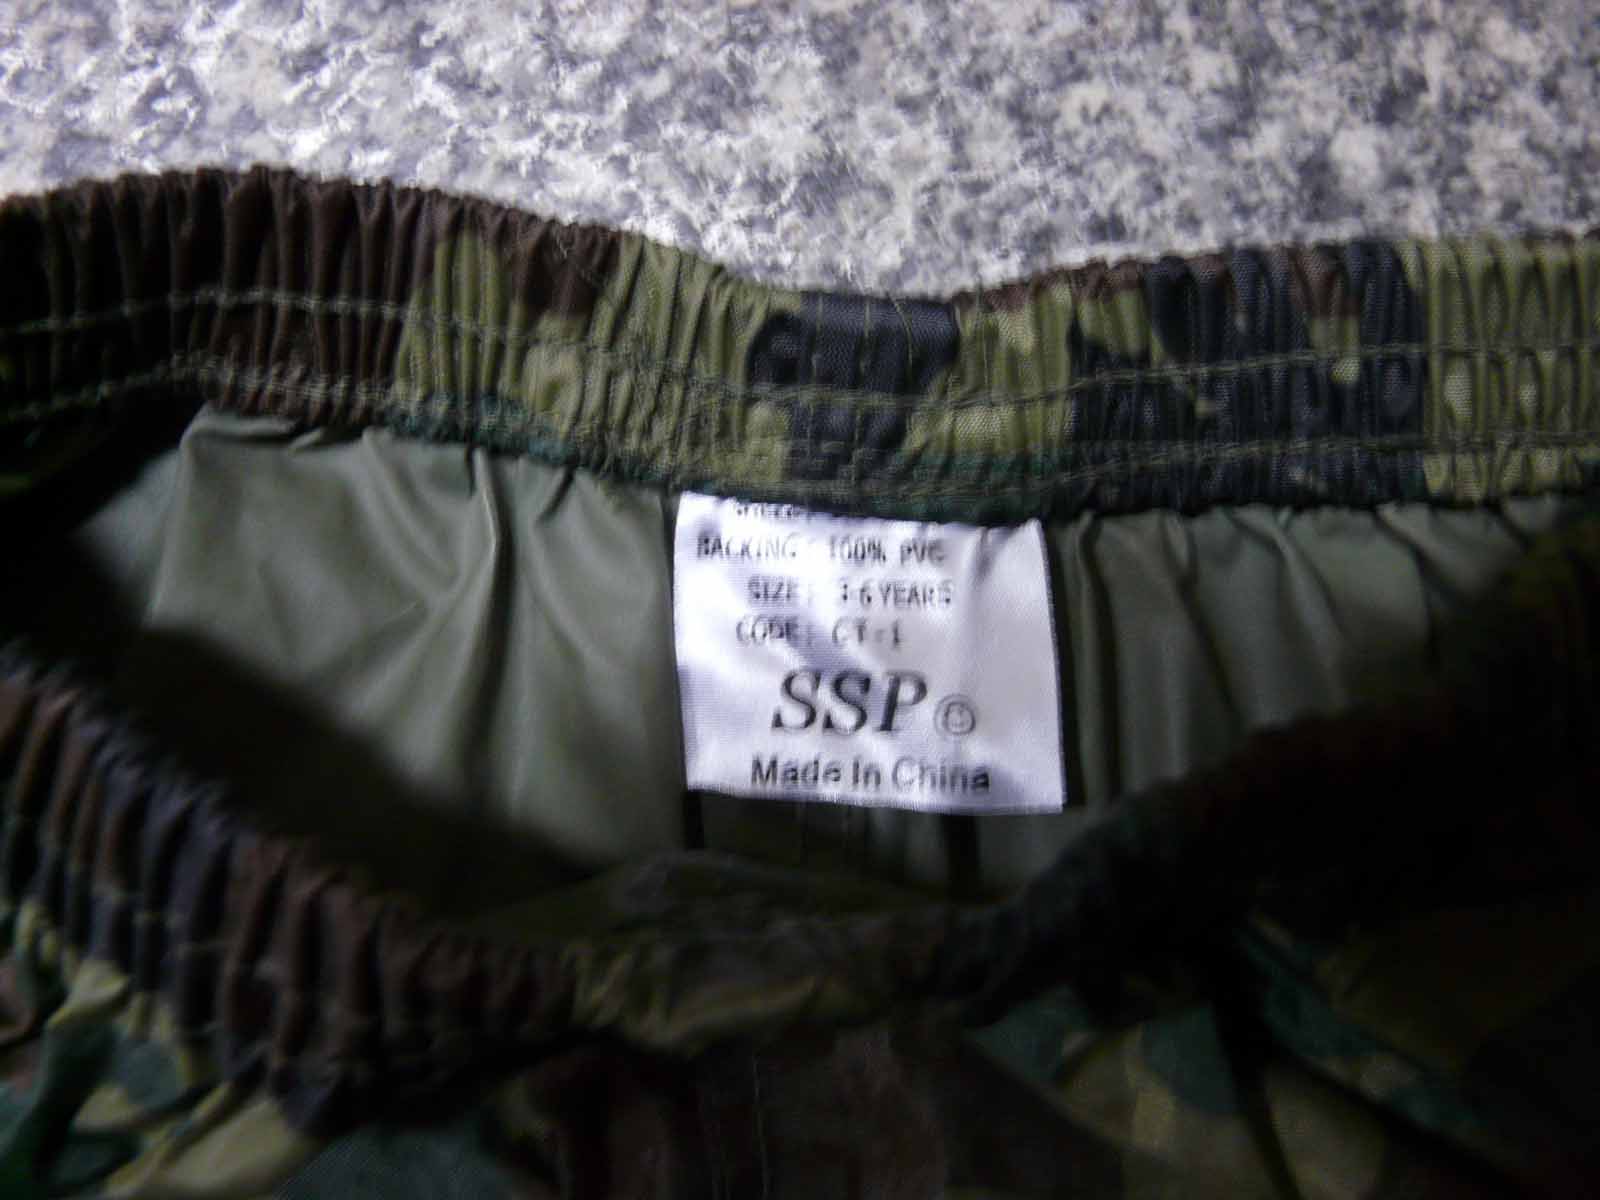 BACKING: 100% PVC
SIZE: 3-6 YEARS
CODE: CT-1
SSP
Made In China